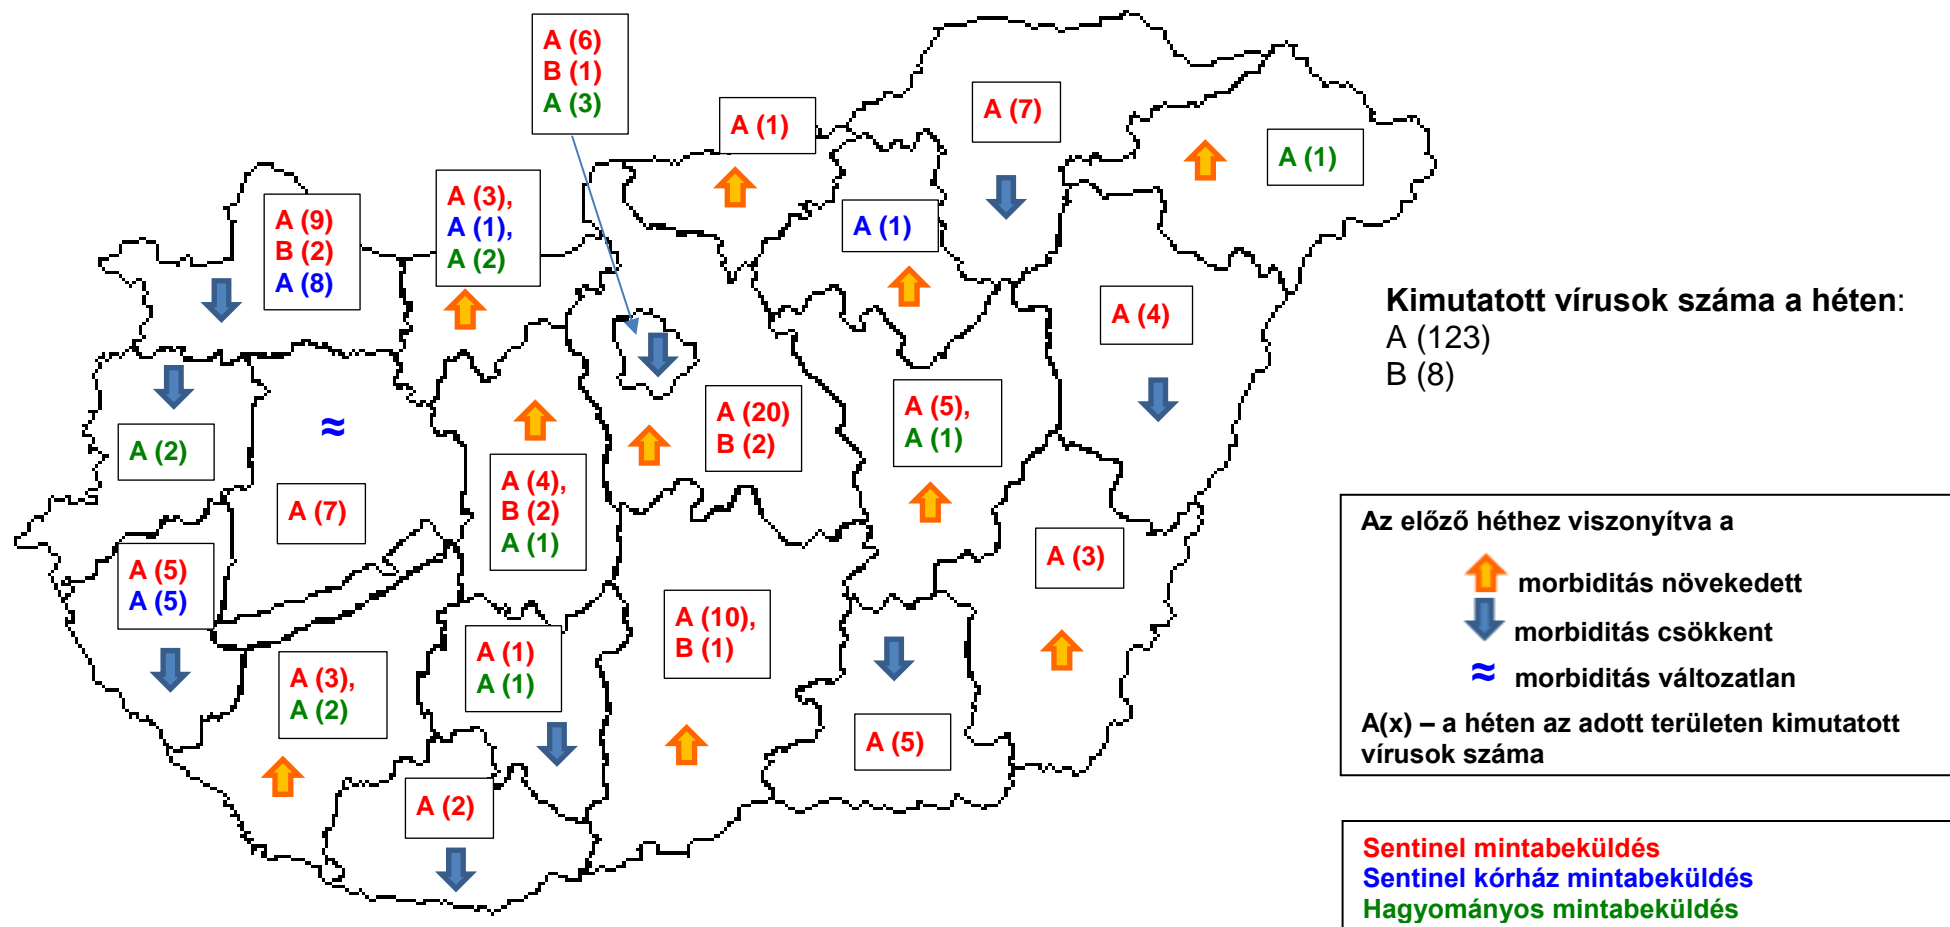 A (6)
B (1)
A (3)
A (1)
A (7)
A (1)
A (9)
B (2)
A (8)
A (3),
A (1),
A (2)
A (1)
A (4)
Kimutatott vírusok száma a héten:
A (123)
B (8)
A (2)
A (7)
A (4),
B (2)
A (1)
A (20)
B (2)
A (5),
A (1)
A (5)
A (5)
A (3)
A (3),
A (2)
A (1)
A (1)
A (10),
B (1)
A (5)
A (2)
Az előző héthez viszonyítva a
morbiditás növekedett
morbiditás csökkent
≈ morbiditás változatlan
A(x) – a héten az adott területen kimutatott
vírusok száma
Sentinel mintabeküldés
Sentinel kórház mintabeküldés
Hagyományos mintabeküldés